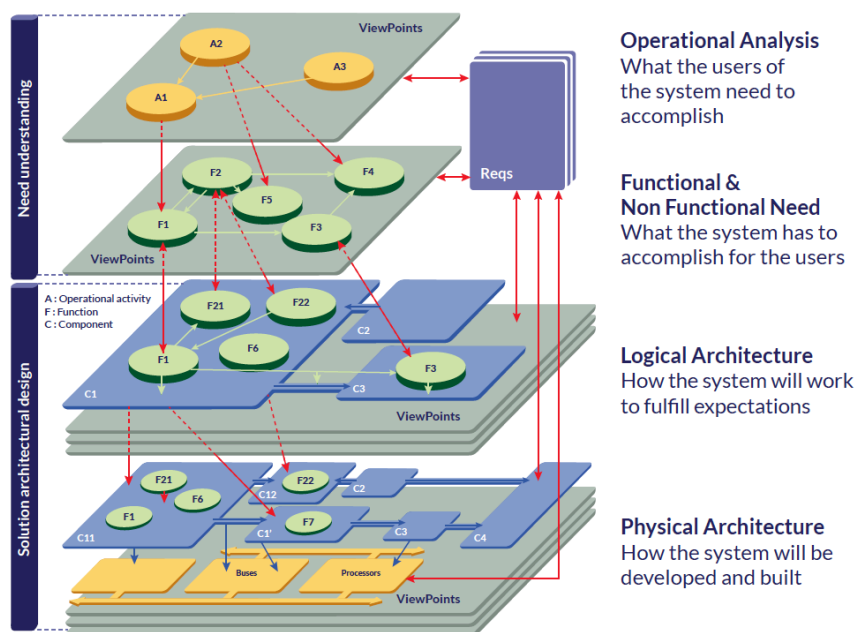 Need understanding
ViewPoints
A2
A3
A1
Reqs
F2
F4
F5
F1
F3
ViewPoints
Operational Analysis
What the users of
the system need to
accomplish
Functional &
Non Functional Need
What the system has to
accomplish for the users
Solution architectural design
A : Operational activity
F : Function
C : Component
F21
F22
C2
F6
F1
F3
C3
C1
ViewPoints
Logical Architecture
How the system will work
to fulfill expectations
F21
F22
C2
C12
F6
F1
F7
C3
C4
C11
C1'
Buses
Processors
ViewPoints
Physical Architecture
How the system will be
developed and built